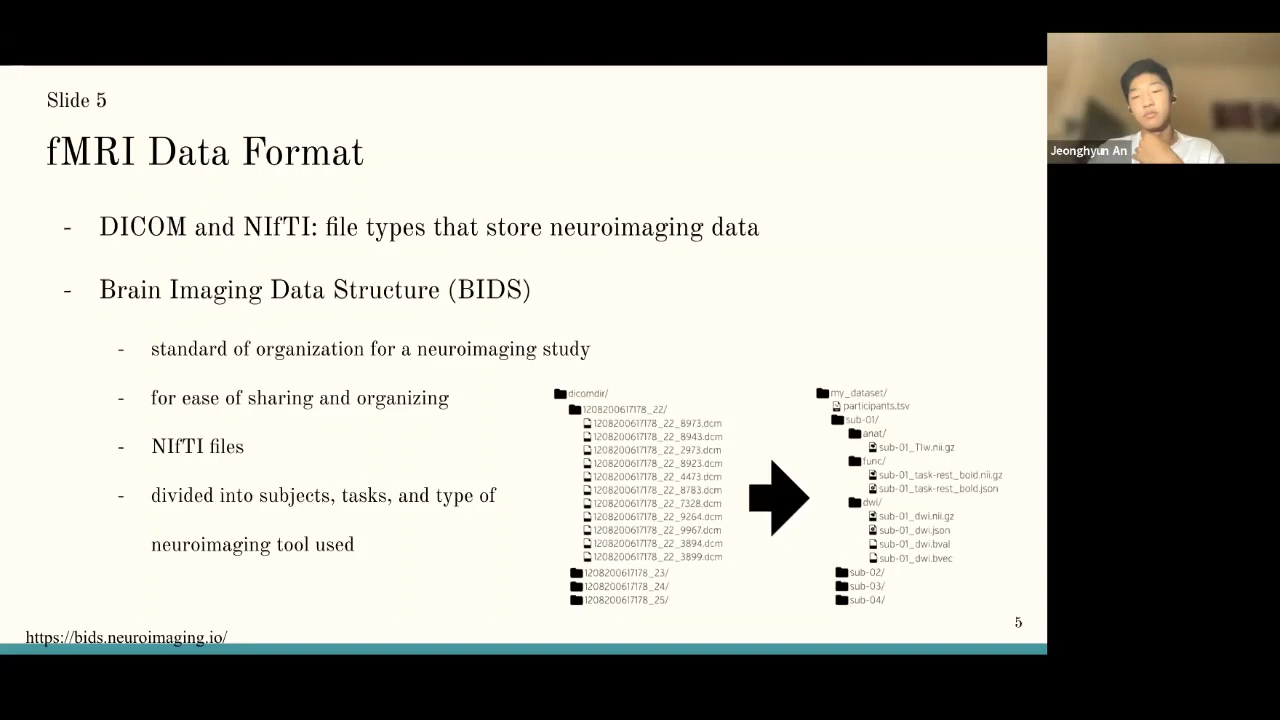 Slide 5
fMRI Data Format
- DICOM and NIfTI: file types that store neuroimaging data
- Brain Imaging Data Structure (BIDS)
- standard of organization for a neuroimaging study
- for ease of sharing and organizing
- NIfTI files
- divided into subjects, tasks, and type of
neuroimaging tool used
dicomdir/
1208200617178_22/
1208200617178_22_8973.dcm
1208200617178_22_8943.dcm
1208200617178_22_2973.dcm
1208200617178_22_8923.dcm
1208200617178_22_4473.dcm
1208200617178_22_8783.dcm
1208200617178_22_7328.dcm
1208200617178_22_9264.dcm
1208200617178_22_9967.dcm
1208200617178_22_3894.dcm
1208200617178_22_3899.dcm
1208200617178_23/
1208200617178_24/
1208200617178_25/
my_dataset/
participants.tsv
sub-01/
anat/
sub-01_T1w.nii.gz
func/
sub-01_task-rest_bold.nii.gz
sub-01_task-rest_bold.json
dwi/
sub-01_dwi.nii.gz
sub-01_dwi.json
sub-01_dwi.bval
sub-01_dwi.bvec
sub-02/
sub-03/
sub-04/
5
https://bids.neuroimaging.io/
Jeonghyun An